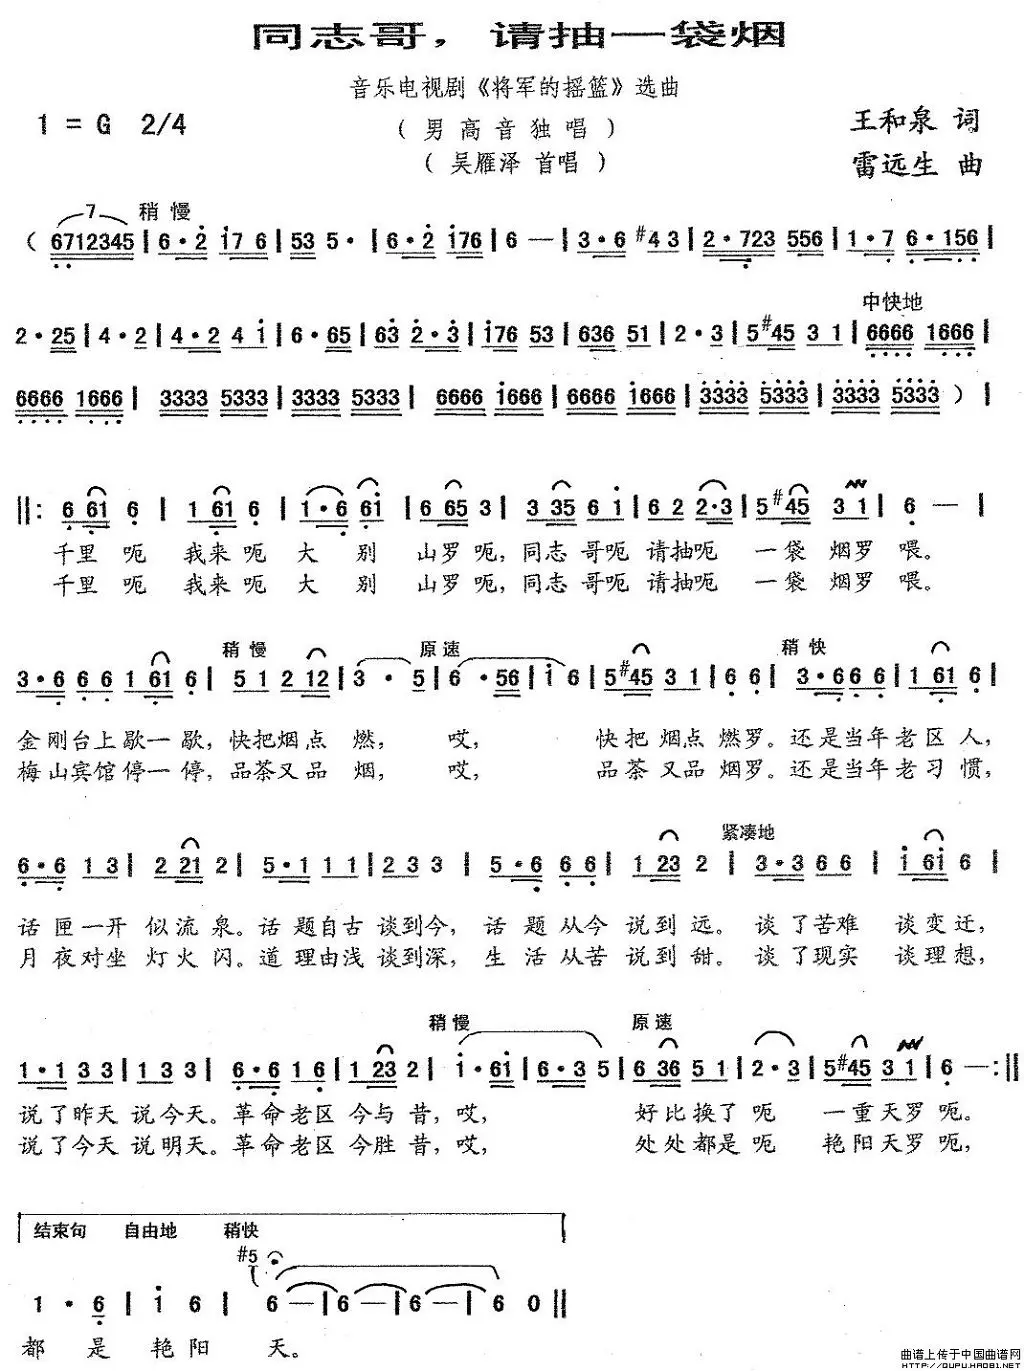 同志哥，请抽一袋烟
音乐电视剧《将军的摇篮》选曲
1 = G 2/4
（男高音独唱）
王和泉 词
（吴雁泽 首唱）
雷远生 曲
7 稍慢
（6712345 | 6·2 176 | 53 5· | 6·2 176 | 6 — | 3·6 #43 | 2·723 556 | 1·7 6·156 |
中快地
2·25 | 4·2 | 4·2 4 1 | 6·65 | 63 2·3 | 176 53 | 636 51 | 2·3 | 5#45 31 | 6666 1666 |
6666 1666 | 3333 5333 | 3333 5333 | 6666 1666 | 6666 1666 | 3333 5333 | 3333 5333 ) |
‖: 6 61 6 | 1 61 6 | 1·6 61 | 6 65 3 | 3 35 6 1 | 6 2 2·3 | 5#45 3 1 | 6 — |
千里 呃 我来呃 大 别 山罗呃，同志 哥呃 请抽呃 一袋 烟罗 喂。
千里 呃 我来呃 大 别 山罗呃，同志 哥呃 请抽呃 一袋 烟罗 喂。
稍慢 原速 稍快
3·6 6 6 1 61 6 | 5 1 2 12 | 3 · 5 | 6 · 56 | 1 6 | 5#45 3 1 | 6 6 | 3·6 6 6 | 1 61 6 |
金刚台上歇一歇，快把烟点 燃， 哎， 快把 烟点 燃罗。还是当年老区人，
梅山宾馆停一停，品茶又品 烟， 哎， 品茶 又品 烟罗。还是当年老习惯，
紧凑地
6·6 1 3 | 2 21 2 | 5·1 1 1 | 2 3 3 | 5·6 6 6 | 1 23 2 | 3·3 6 6 | 1 61 6 |
话匣一开 似流泉。话题自古 谈到今， 话题从今 说到远。谈了苦难 谈变迁，
月夜对坐 灯火闪。道理由浅 谈到深， 生活从苦 说到甜。谈了现实 谈理想，
稍慢 原速
1·1 3 3 | 1 3 3 | 6·6 1 6 | 1 23 2 | 1·61 | 6·3 5 | 6 36 5 1 | 2·3 | 5#45 3 1 | 6 — :‖
说了昨天 说今天。革命老区 今与昔，哎， 好比换了 呃 一重天罗 呃。
说了今天 说明天。革命老区 今胜昔，哎， 处处都是 呃 艳阳天罗 呃，
结束句 自由地 稍快
#5
1 · 6 | 1 6 | 6 — | 6 — | 6 — | 6 0 ‖
都 是 艳 阳 天。
曲谱上传于中国曲谱网
HTTP://QUPU.HAO81.NET